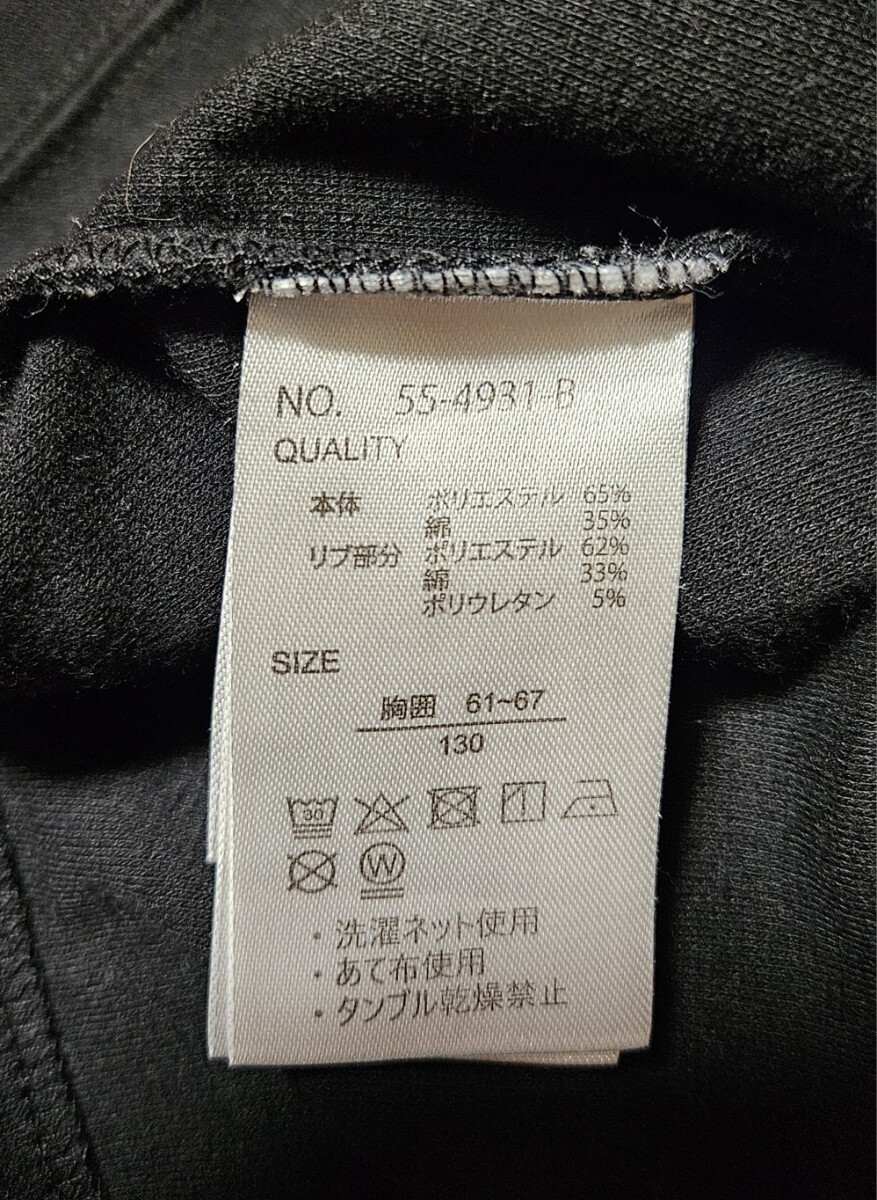 NO. 55-4931-B
QUALITY
本体 ポリエステル 65%
綿 35%
リブ部分 ポリエステル 62%
綿 33%
ポリウレタン 5%
SIZE
胸囲 61~67
130
30
W
・洗濯ネット使用
・あて布使用
・タンブル乾燥禁止